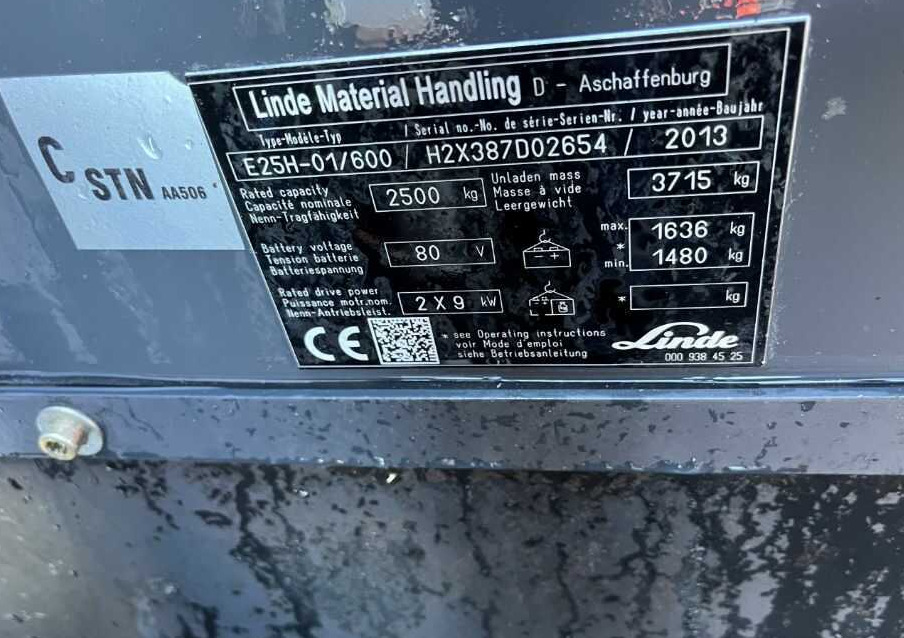 C
STN AA506
Linde Material Handling D - Aschaffenburg
Type-Modèle-Typ / Serial no.-No. de série-Serien-Nr. / year-année-Baujahr
E25H-01/600 / H2X387D02654 / 2013
Rated capacity
Capacité nominale
Nenn-Tragfähigkeit
2500 kg
Unladen mass
Masse à vide
Leergewicht
3715 kg
Battery voltage
Tension batterie
Batteriespannung
80 V
- +
max. 1636 kg
*
min. 1480 kg
Rated drive power
Puissance motr.nom.
Nenn-Antriebsleist.
2 X 9 kW
* kg
CE
* see Operating instructions
voir Mode d'emploi
siehe Betriebsanleitung
Linde
000 938 45 25